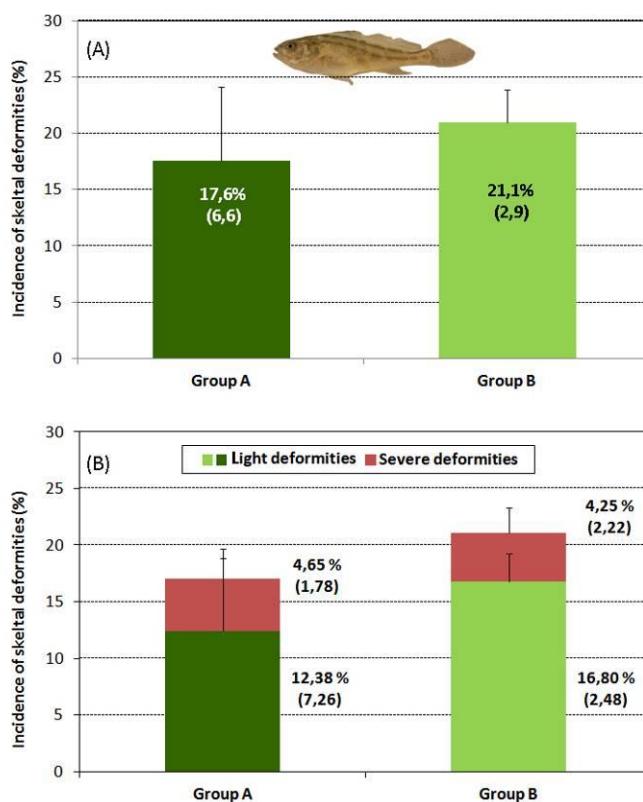 (A)
Incidence of skeltal deformities (%)
30
25
20
15
10
5
0
17,6%
(6,6)
21,1%
(2,9)
Group A
Group B
(B)
Incidence of skeltal deformities (%)
30
25
20
15
10
5
0
Light deformities
Severe deformities
4,65 %
(1,78)
12,38 %
(7,26)
4,25 %
(2,22)
16,80 %
(2,48)
Group A
Group B